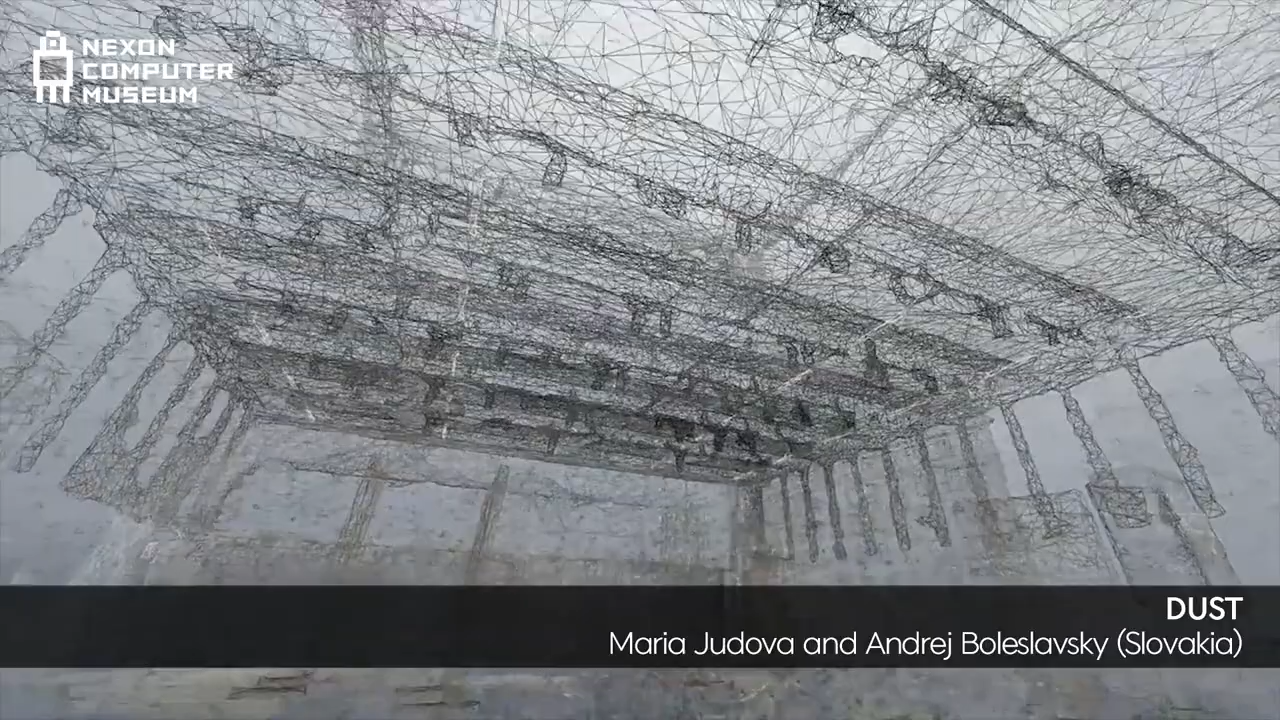 NEXON
COMPUTER
MUSEUM
DUST
Maria Judova and Andrej Boleslavsky (Slovakia)